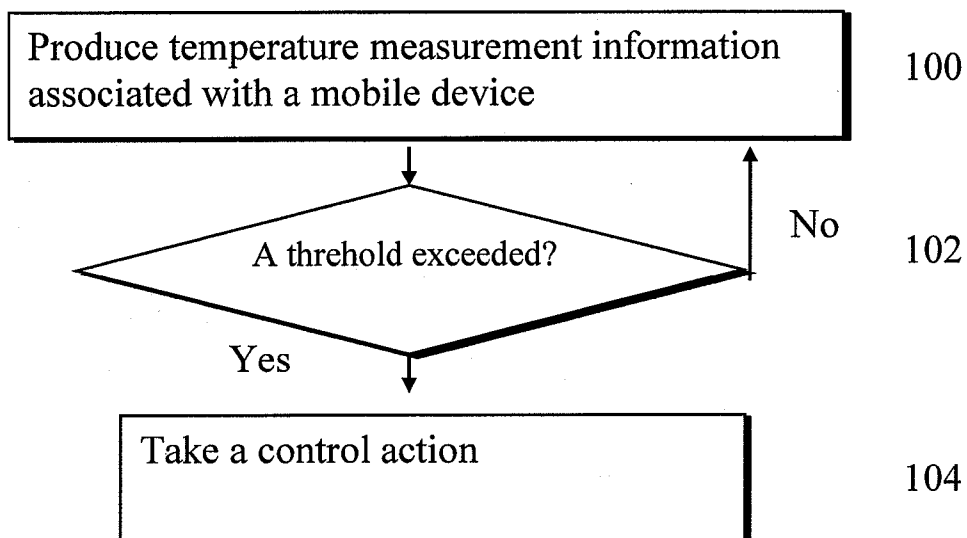 Produce temperature measurement information
associated with a mobile device
100
No
A threhold exceeded?
102
Yes
Take a control action
104